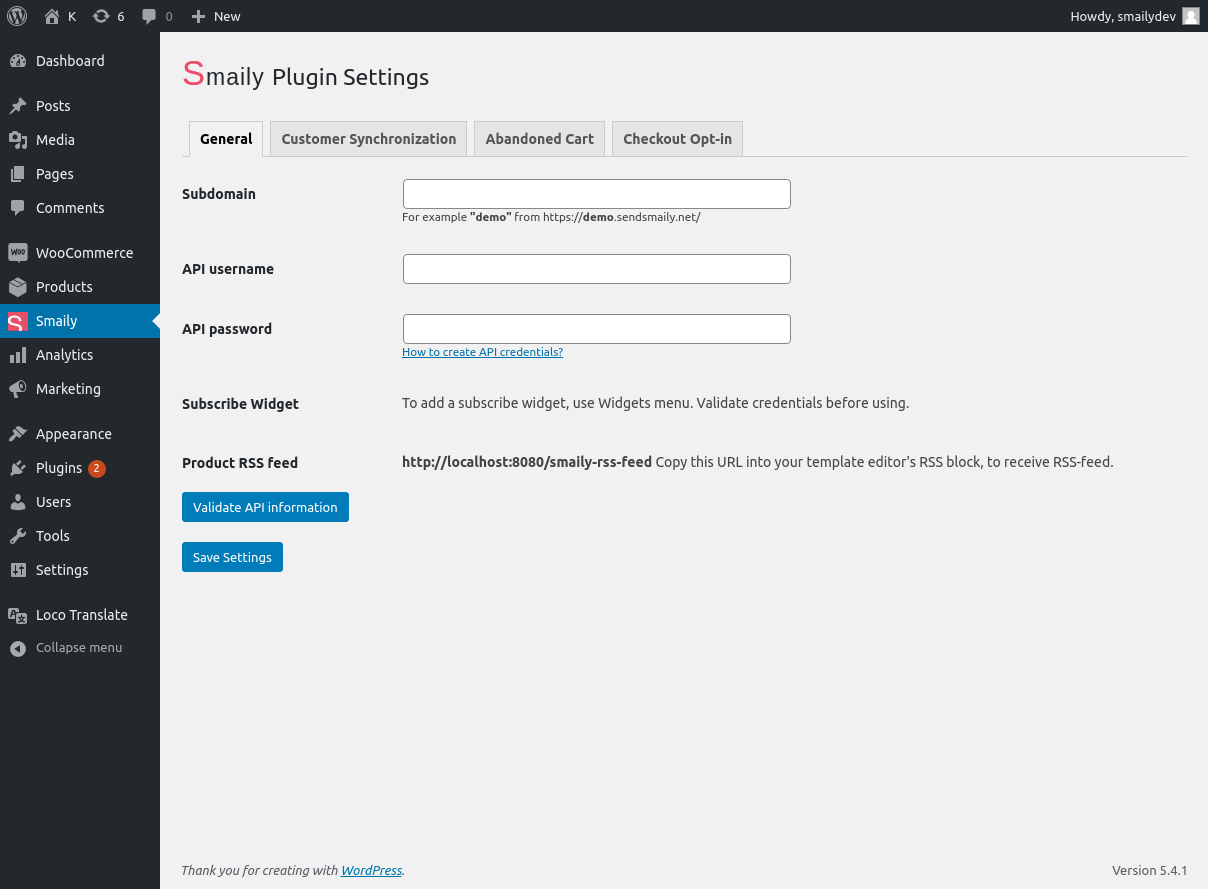 K 6 0 New Howdy, smailydev
Dashboard
Posts
Media
Pages
Comments
WooCommerce
Products
Smaily
Analytics
Marketing
Appearance
Plugins 2
Users
Tools
Settings
Loco Translate
Collapse menu
Smaily Plugin Settings
General Customer Synchronization Abandoned Cart Checkout Opt-in
Subdomain
For example "demo" from https://demo.sendsmaily.net/
API username
API password
How to create API credentials?
Subscribe Widget To add a subscribe widget, use Widgets menu. Validate credentials before using.
Product RSS feed http://localhost:8080/smaily-rss-feed Copy this URL into your template editor's RSS block, to receive RSS-feed.
Validate API information
Save Settings
Thank you for creating with WordPress. Version 5.4.1